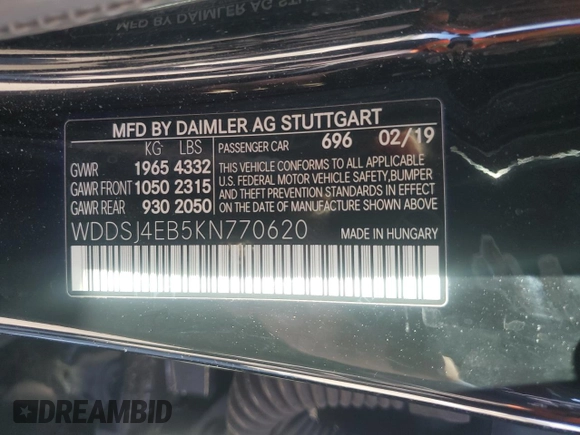 MFD BY DAIMLER AG STUTTGART
KG LBS PASSENGER CAR 696 02/19
GVWR 1965 4332
GAWR FRONT 1050 2315
GAWR REAR 930 2050
THIS VEHICLE CONFORMS TO ALL APPLICABLE
U.S. FEDERAL MOTOR VEHICLE SAFETY,BUMPER
AND THEFT PREVENTION STANDARDS IN EFFECT
ON THE DATE OF MANUFACTURE SHOWN ABOVE
WDDSJ4EB5KN770620 MADE IN HUNGARY
DREAMBID